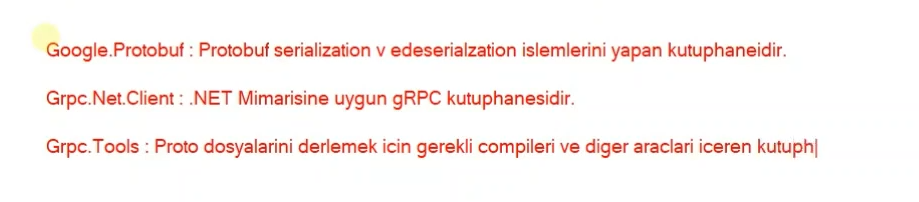 Google.Protobuf : Protobuf serialization v edeserialzation islemlerini yapan kutuphaneidir.
Grpc.Net.Client : .NET Mimarisine uygun gRPC kutuphanesidir.
Grpc.Tools : Proto dosyalarini derlemek icin gerekli compileri ve diger araclari iceren kutuph